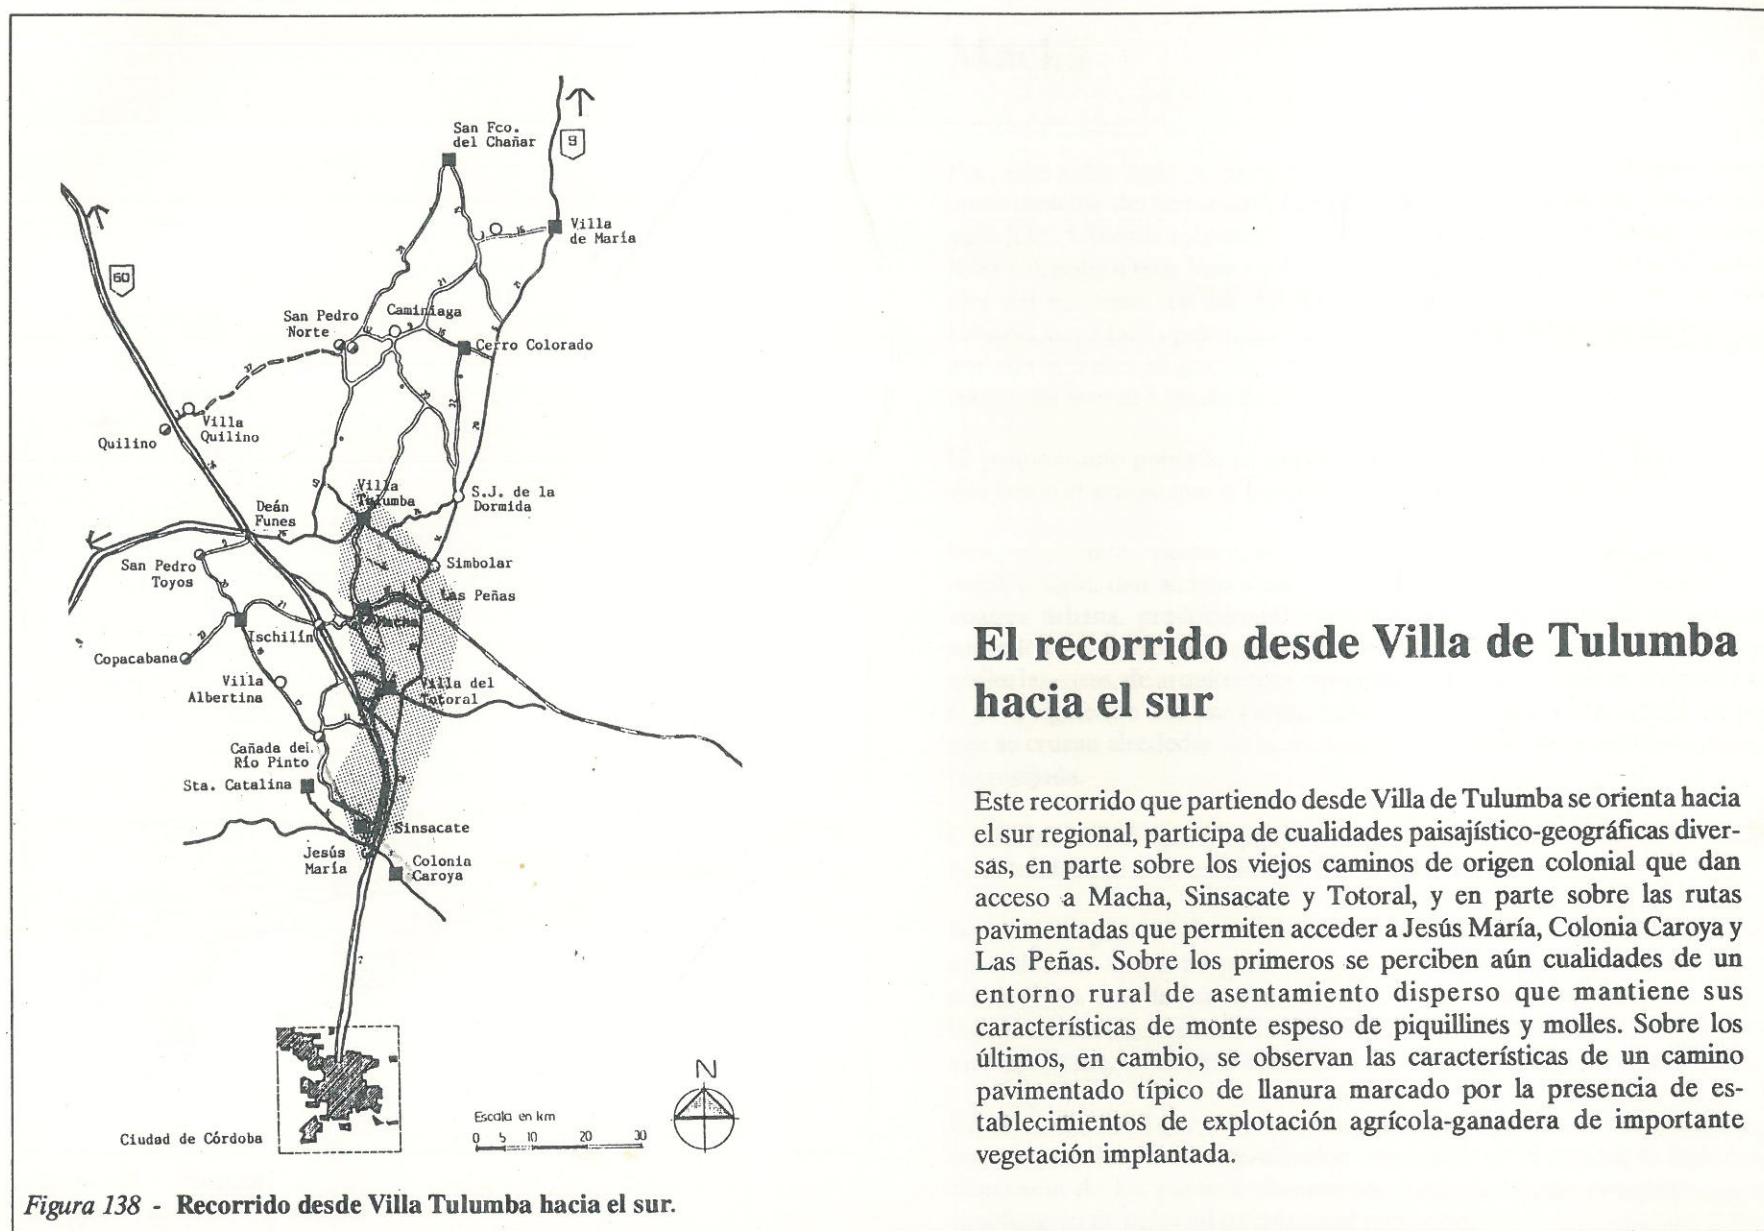 San Fco.
del Chañar
9
Villa
de María
60
San Pedro
Norte
Caminiaga
Cerro Colorado
Villa
Quilino
Quilino
Villa
Tulumba
S.J. de la
Dormida
Deán
Funes
San Pedro
Toyos
Simbolar
Las Peñas
Macha
Ischilín
Copacabana
Villa
Albertina
Villa del
Totoral
Cañada del
Río Pinto
Sta. Catalina
Sinsacate
Jesús
María
Colonia
Caroya
Ciudad de Córdoba
Escala en km
0 5 10 20 30
N
Figura 138 - Recorrido desde Villa Tulumba hacia el sur.
El recorrido desde Villa de Tulumba
hacia el sur
Este recorrido que partiendo desde Villa de Tulumba se orienta hacia
el sur regional, participa de cualidades paisajístico-geográficas diver-
sas, en parte sobre los viejos caminos de origen colonial que dan
acceso a Macha, Sinsacate y Totoral, y en parte sobre las rutas
pavimentadas que permiten acceder a Jesús María, Colonia Caroya y
Las Peñas. Sobre los primeros se perciben aún cualidades de un
entorno rural de asentamiento disperso que mantiene sus
características de monte espeso de piquillines y molles. Sobre los
últimos, en cambio, se observan las características de un camino
pavimentado típico de llanura marcado por la presencia de es-
tablecimientos de explotación agrícola-ganadera de importante
vegetación implantada.